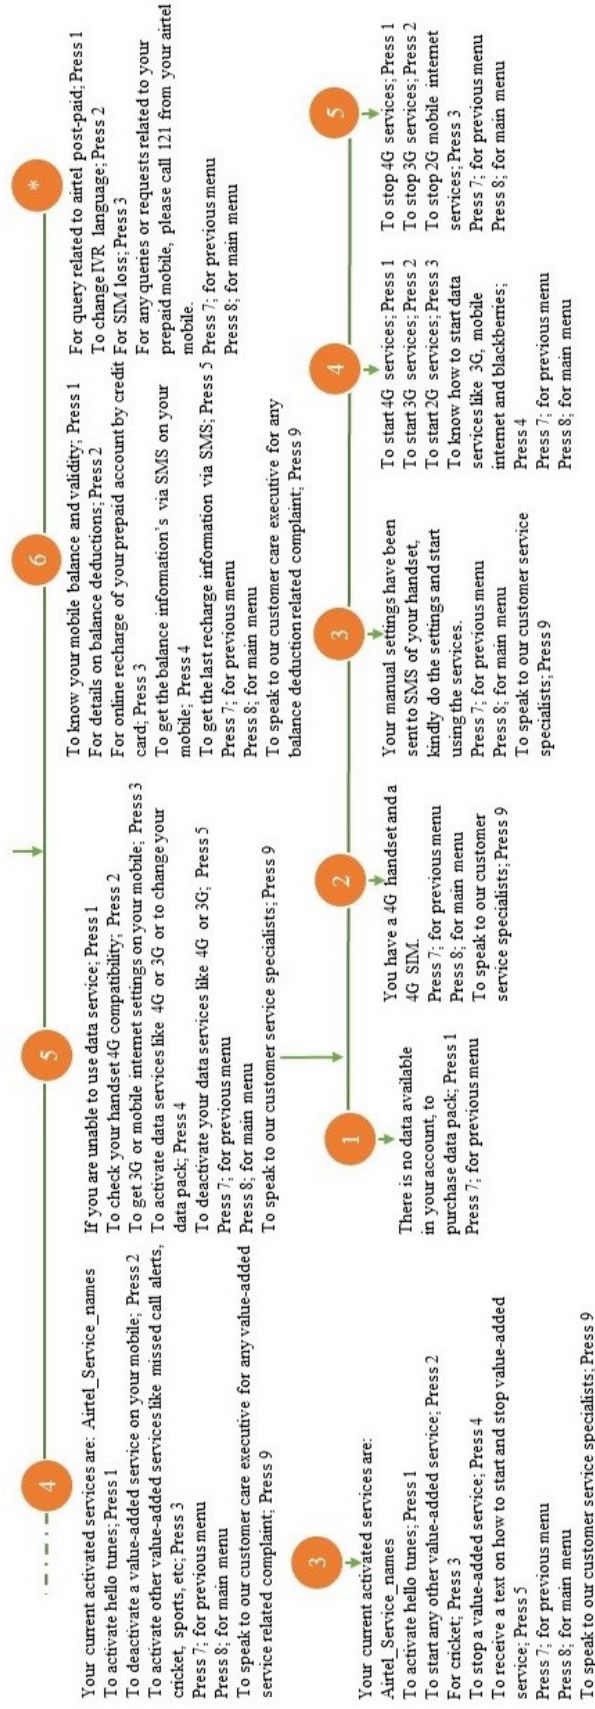 4
Your current activated services are: Airtel_Service_names
To activate hello tunes; Press 1
To deactivate a value-added service on your mobile; Press 2
To activate other value-added services like missed call alerts,
cricket, sports, etc; Press 3
Press 7; for previous menu
Press 8; for main menu
To speak to our customer care executive for any value-added
service related complaint; Press 9
5
If you are unable to use data service; Press 1
To check your handset 4G compatibility; Press 2
To get 3G or mobile internet settings on your mobile; Press 3
To activate data services like 4G or 3G or to change your
data pack; Press 4
To deactivate your data services like 4G or 3G; Press 5
Press 7; for previous menu
Press 8; for main menu
To speak to our customer service specialists; Press 9
6
To know your mobile balance and validity; Press 1
For details on balance deductions; Press 2
For online recharge of your prepaid account by credit
card; Press 3
To get the balance information's via SMS on your
mobile; Press 4
To get the last recharge information via SMS; Press 5
Press 7; for previous menu
Press 8; for main menu
To speak to our customer care executive for any
balance deduction related complaint; Press 9
*
For query related to airtel post-paid; Press 1
To change IVR language; Press 2
For SIM loss; Press 3
For any queries or requests related to your
prepaid mobile, please call 121 from your airtel
mobile.
Press 7; for previous menu
Press 8; for main menu
3
Your current activated services are:
Airtel_Service_names
To activate hello tunes; Press 1
To start any other value-added service; Press 2
For cricket; Press 3
To stop a value-added service; Press 4
To receive a text on how to start and stop value-added
service; Press 5
Press 7; for previous menu
Press 8; for main menu
To speak to our customer service specialists; Press 9
1
There is no data available
in your account, to
purchase data pack; Press 1
Press 7; for previous menu
2
You have a 4G handset and a
4G SIM.
Press 7; for previous menu
Press 8; for main menu
To speak to our customer
service specialists; Press 9
3
Your manual settings have been
sent to SMS of your handset,
kindly do the settings and start
using the services.
Press 7; for previous menu
Press 8; for main menu
To speak to our customer service
specialists; Press 9
4
To start 4G services; Press 1
To start 3G services; Press 2
To start 2G services; Press 3
To know how to start data
services like 3G, mobile
internet and blackberries;
Press 4
Press 7; for previous menu
Press 8; for main menu
5
To stop 4G services; Press 1
To stop 3G services; Press 2
To stop 2G mobile internet
services; Press 3
Press 7; for previous menu
Press 8; for main menu